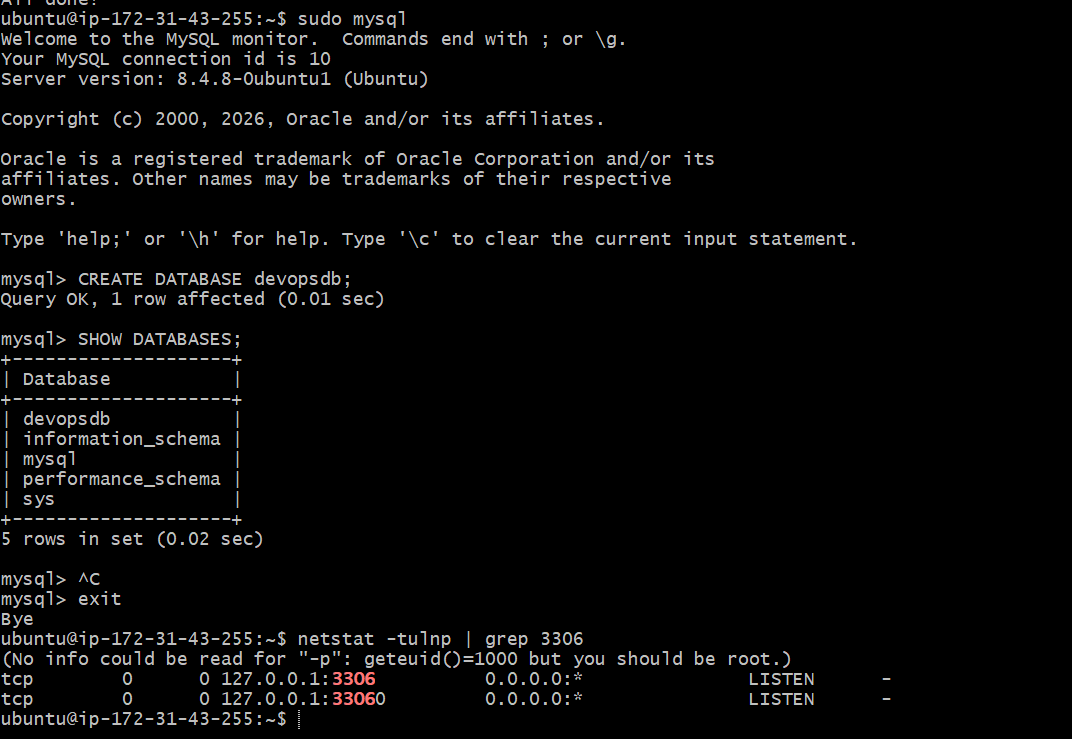 All done!
ubuntu@ip-172-31-43-255:~$ sudo mysql
Welcome to the MySQL monitor.  Commands end with ; or \g.
Your MySQL connection id is 10
Server version: 8.4.8-0ubuntu1 (Ubuntu)

Copyright (c) 2000, 2026, Oracle and/or its affiliates.

Oracle is a registered trademark of Oracle Corporation and/or its
affiliates. Other names may be trademarks of their respective
owners.

Type 'help;' or '\h' for help. Type '\c' to clear the current input statement.

mysql> CREATE DATABASE devopsdb;
Query OK, 1 row affected (0.01 sec)

mysql> SHOW DATABASES;
+--------------------+
| Database           |
+--------------------+
| devopsdb           |
| information_schema |
| mysql              |
| performance_schema |
| sys                |
+--------------------+
5 rows in set (0.02 sec)

mysql> ^C
mysql> exit
Bye
ubuntu@ip-172-31-43-255:~$ netstat -tulnp | grep 3306
(No info could be read for "-p": geteuid()=1000 but you should be root.)
tcp        0      0 127.0.0.1:3306          0.0.0.0:*               LISTEN      -
tcp        0      0 127.0.0.1:33060         0.0.0.0:*               LISTEN      -
ubuntu@ip-172-31-43-255:~$